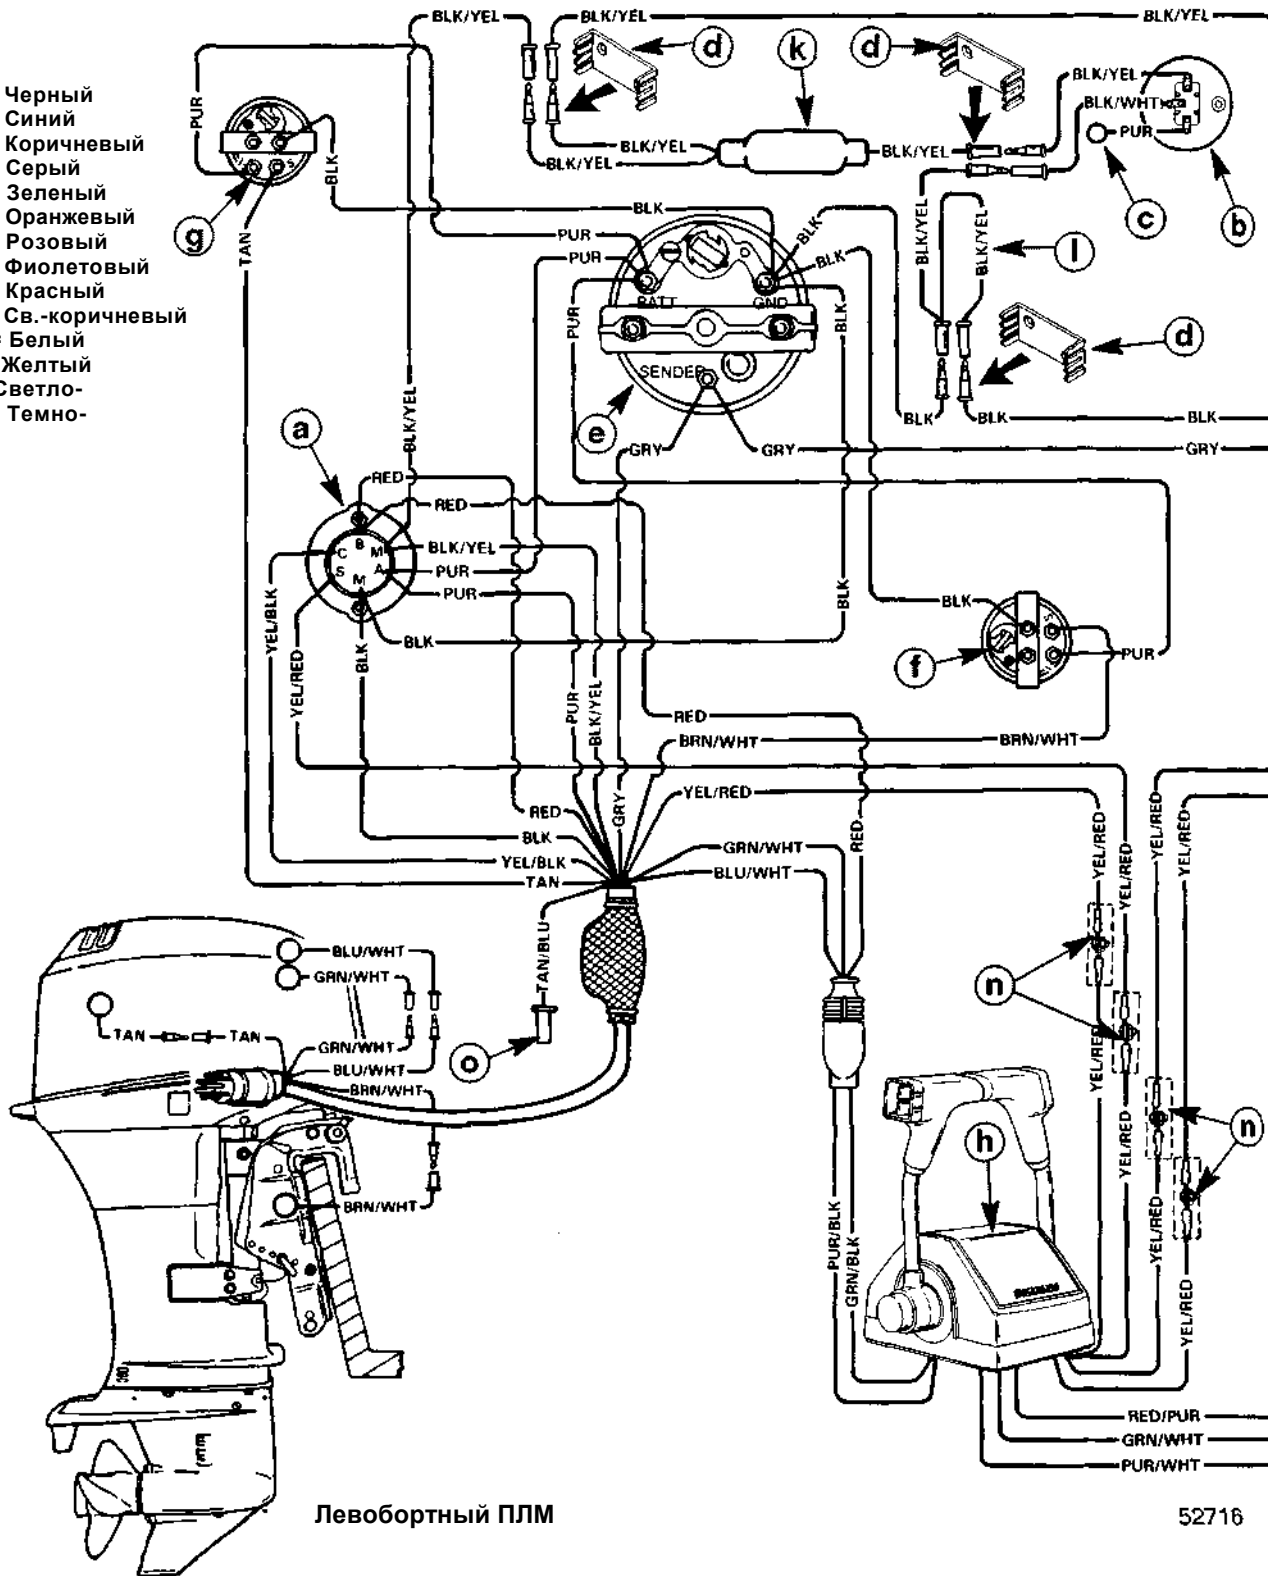 BLK/YEL
BLK/YEL
BLK/YEL
d
k
d
BLK/YEL
BLK/WHT
PUR
b
c
Черный
Синий
Коричневый
Серый
Зеленый
Оранжевый
Розовый
Фиолетовый
Красный
Св.-коричневый
= Белый
Желтый
Светло-
Темно-
PUR
BLK
g
TAN
BLK/YEL
BLK/YEL
BLK/YEL
BLK
PUR
PUR
BLK
BLK
BLK/YEL
BLK/YEL
l
d
BATT
GND
SENDER
PUR
BLK
e
BLK
BLK
BLK
GRY
GRY
GRY
BLK/YEL
a
RED
RED
B
M
C
A
S
M
BLK/YEL
PUR
PUR
BLK
BLK
YEL/BLK
YEL/RED
BLK
BLK
S
I
PUR
f
PUR
BLK/YEL
RED
BRN/WHT
BRN/WHT
YEL/RED
RED
GRY
BLK
GRN/WHT
YEL/BLK
BLU/WHT
TAN
RED
YEL/RED
YEL/RED
YEL/RED
YEL/RED
TAN/BLU
BLU/WHT
GRN/WHT
TAN
TAN
GRN/WHT
BLU/WHT
BRN/WHT
BRN/WHT
o
n
n
h
YEL/RED
YEL/RED
YEL/RED
YEL/RED
PUR/BLK
GRN/BLK
RED/PUR
GRN/WHT
PUR/WHT
Левобортный ПЛМ
52716